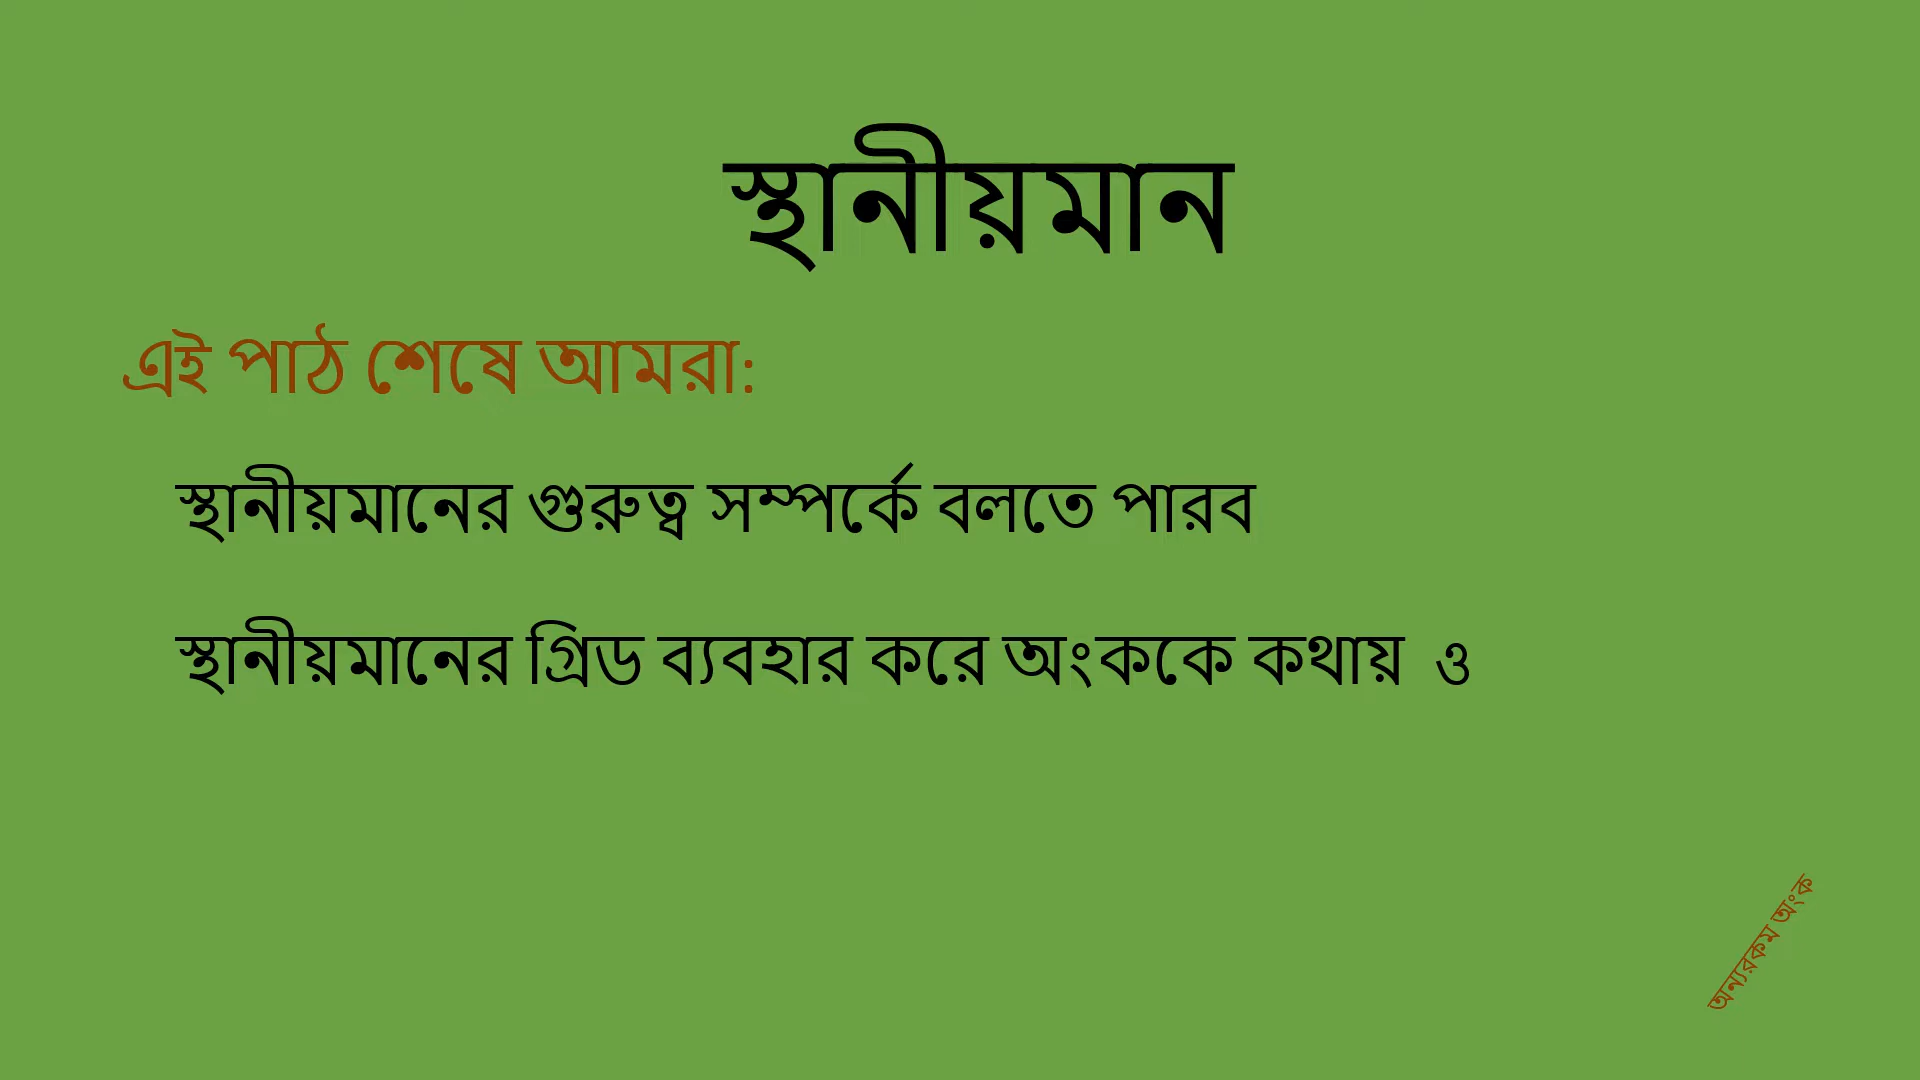 স্থানীয়মান
এই পাঠ শেষে আমরা:
স্থানীয়মানের গুরুত্ব সম্পর্কে বলতে পারব
স্থানীয়মানের গ্রিড ব্যবহার করে অংককে কথায় ও
অন্যরকম অংক